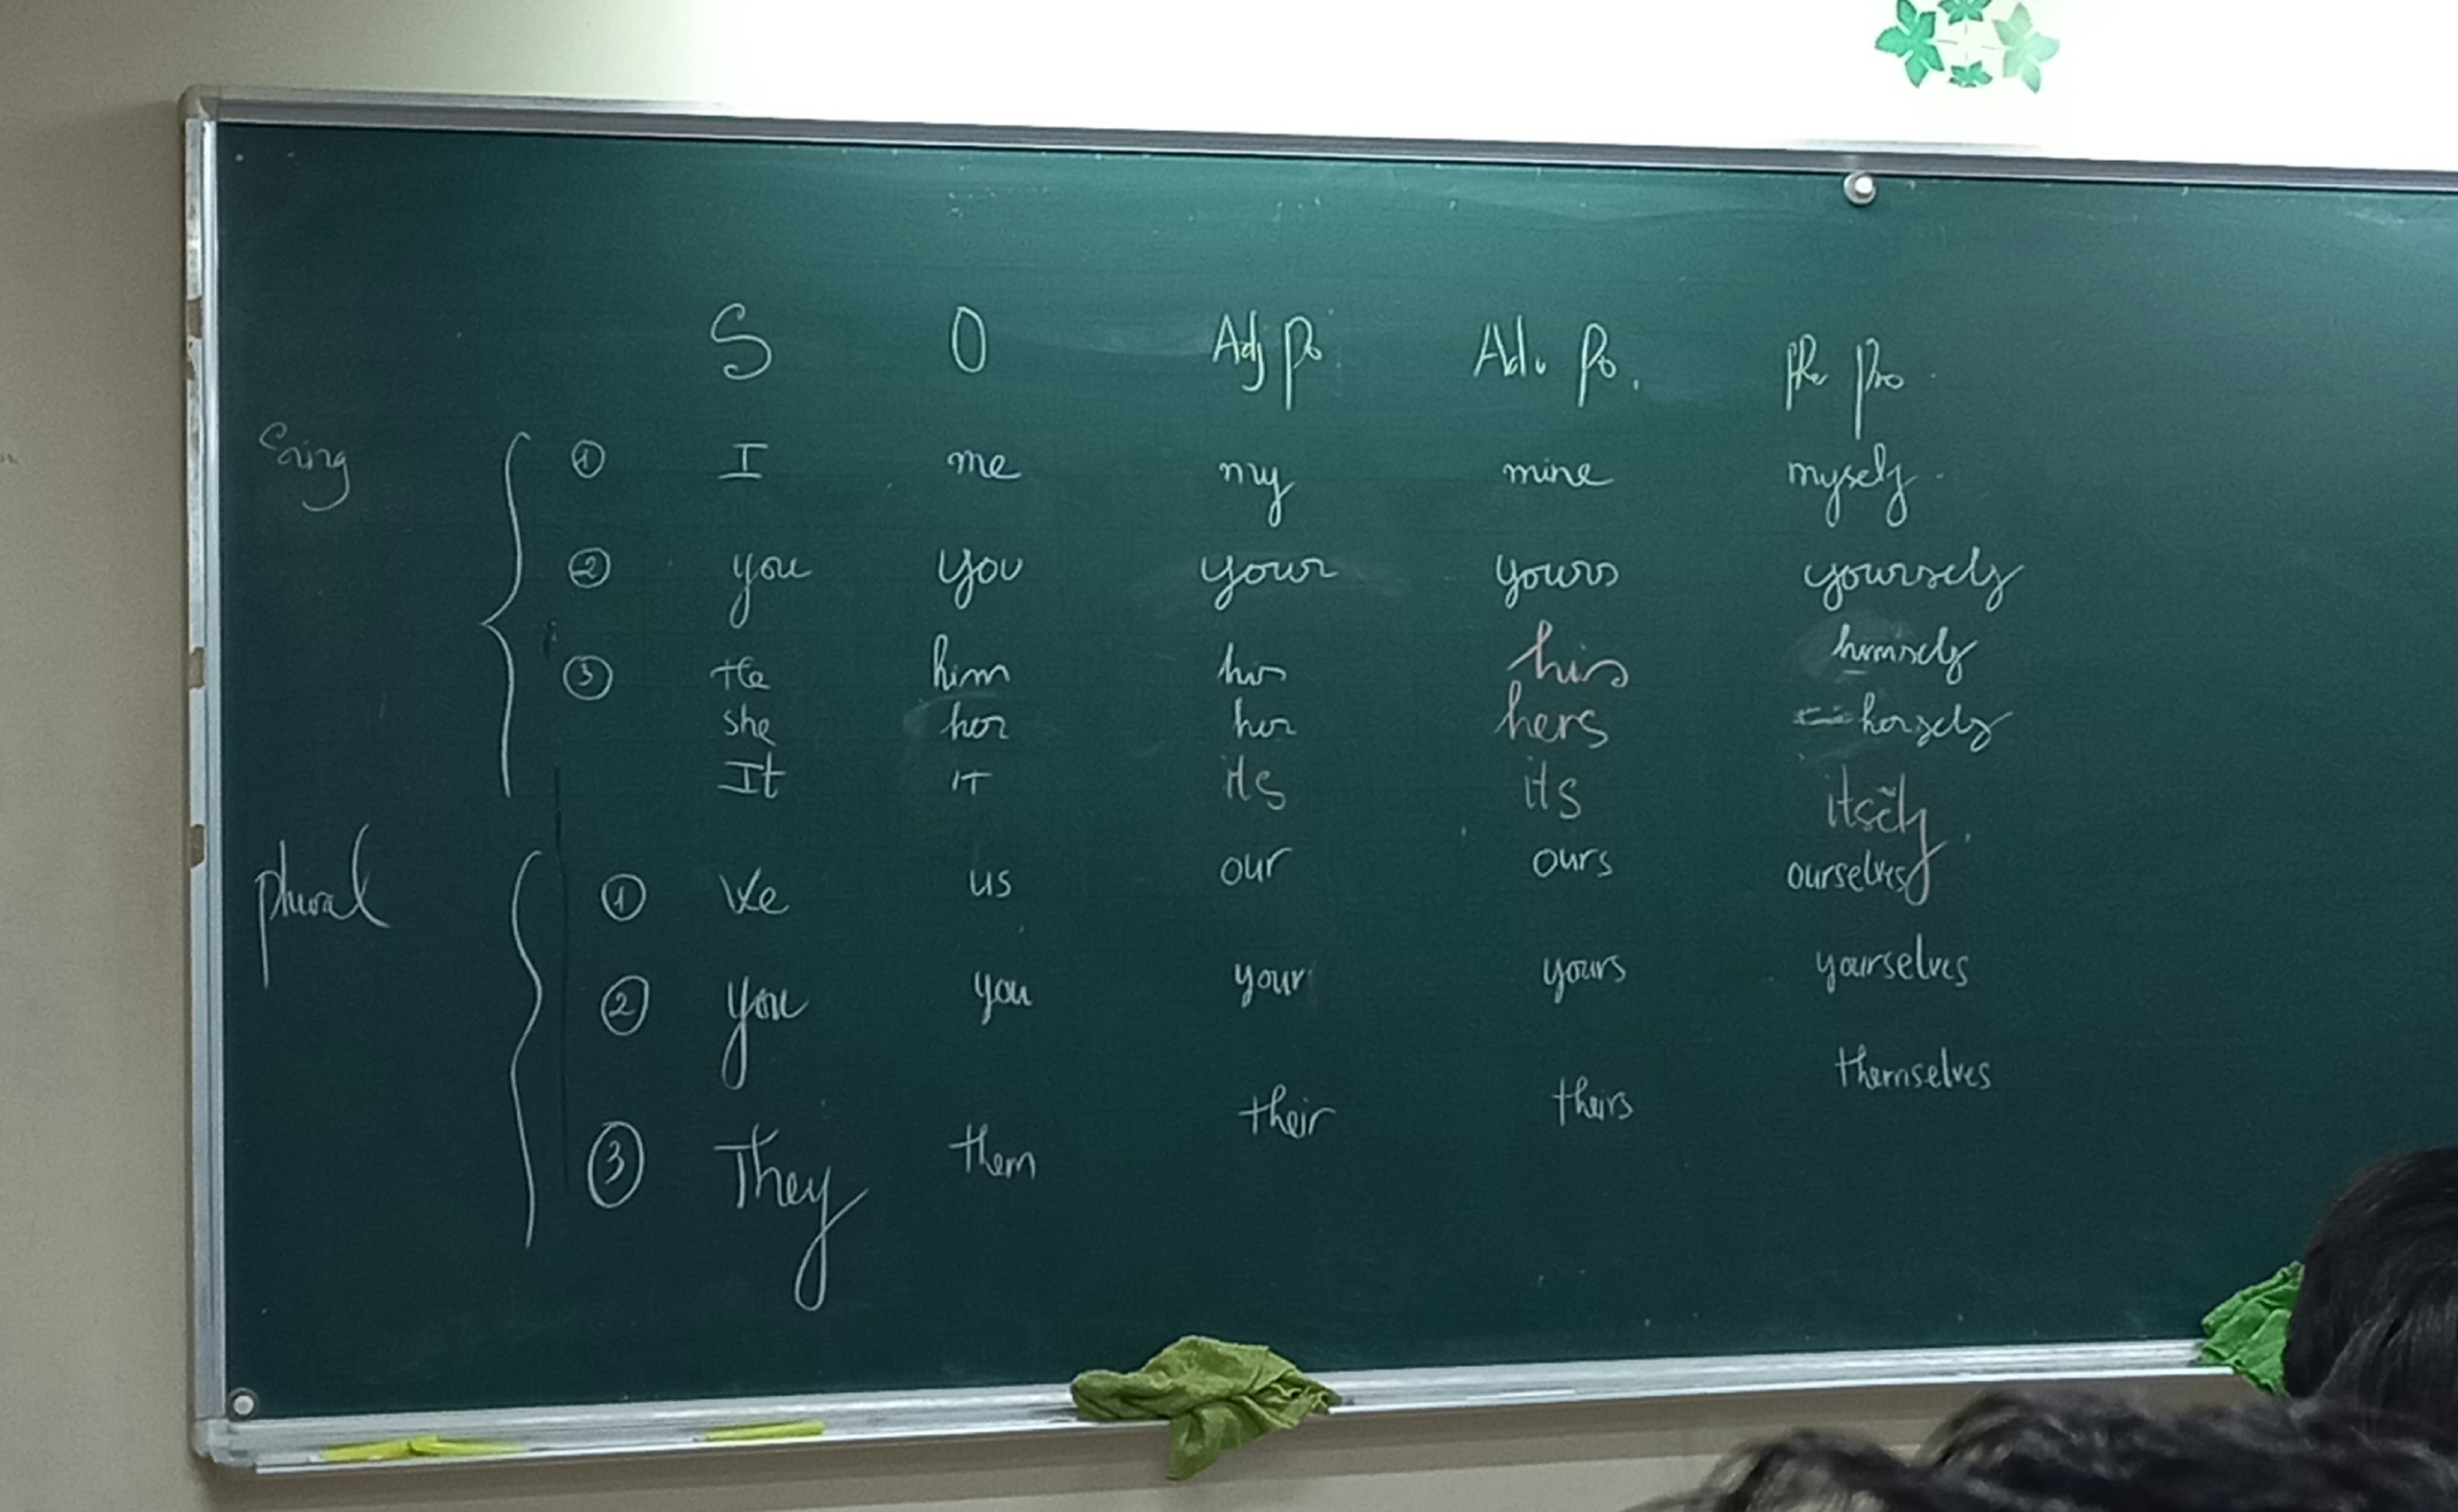 S O Adj po Adv po. Re pro
Sing ① I me my mine myself
② you you your yours yourself
③ He him his his himself
she her her hers herself
It IT its its itself
plural ① We us our ours ourselves
② you you your yours yourselves
③ They them their theirs themselves